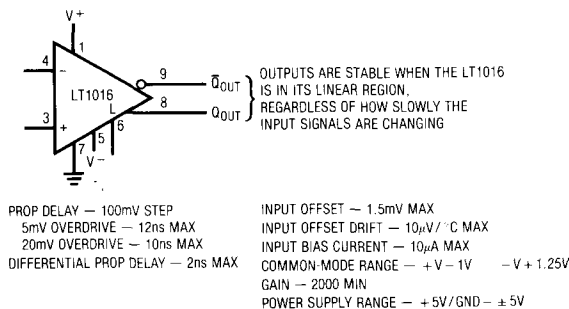 V+
1
4
−
9
Q̅OUT
LT1016
L
8
QOUT
3
+
6
5
7
V−
OUTPUTS ARE STABLE WHEN THE LT1016
IS IN ITS LINEAR REGION,
REGARDLESS OF HOW SLOWLY THE
INPUT SIGNALS ARE CHANGING
PROP DELAY — 100mV STEP
5mV OVERDRIVE — 12ns MAX
20mV OVERDRIVE — 10ns MAX
DIFFERENTIAL PROP DELAY — 2ns MAX
INPUT OFFSET — 1.5mV MAX
INPUT OFFSET DRIFT — 10μV/°C MAX
INPUT BIAS CURRENT — 10μA MAX
COMMON-MODE RANGE — +V − 1V −V + 1.25V
GAIN — 2000 MIN
POWER SUPPLY RANGE — +5V/GND − ±5V